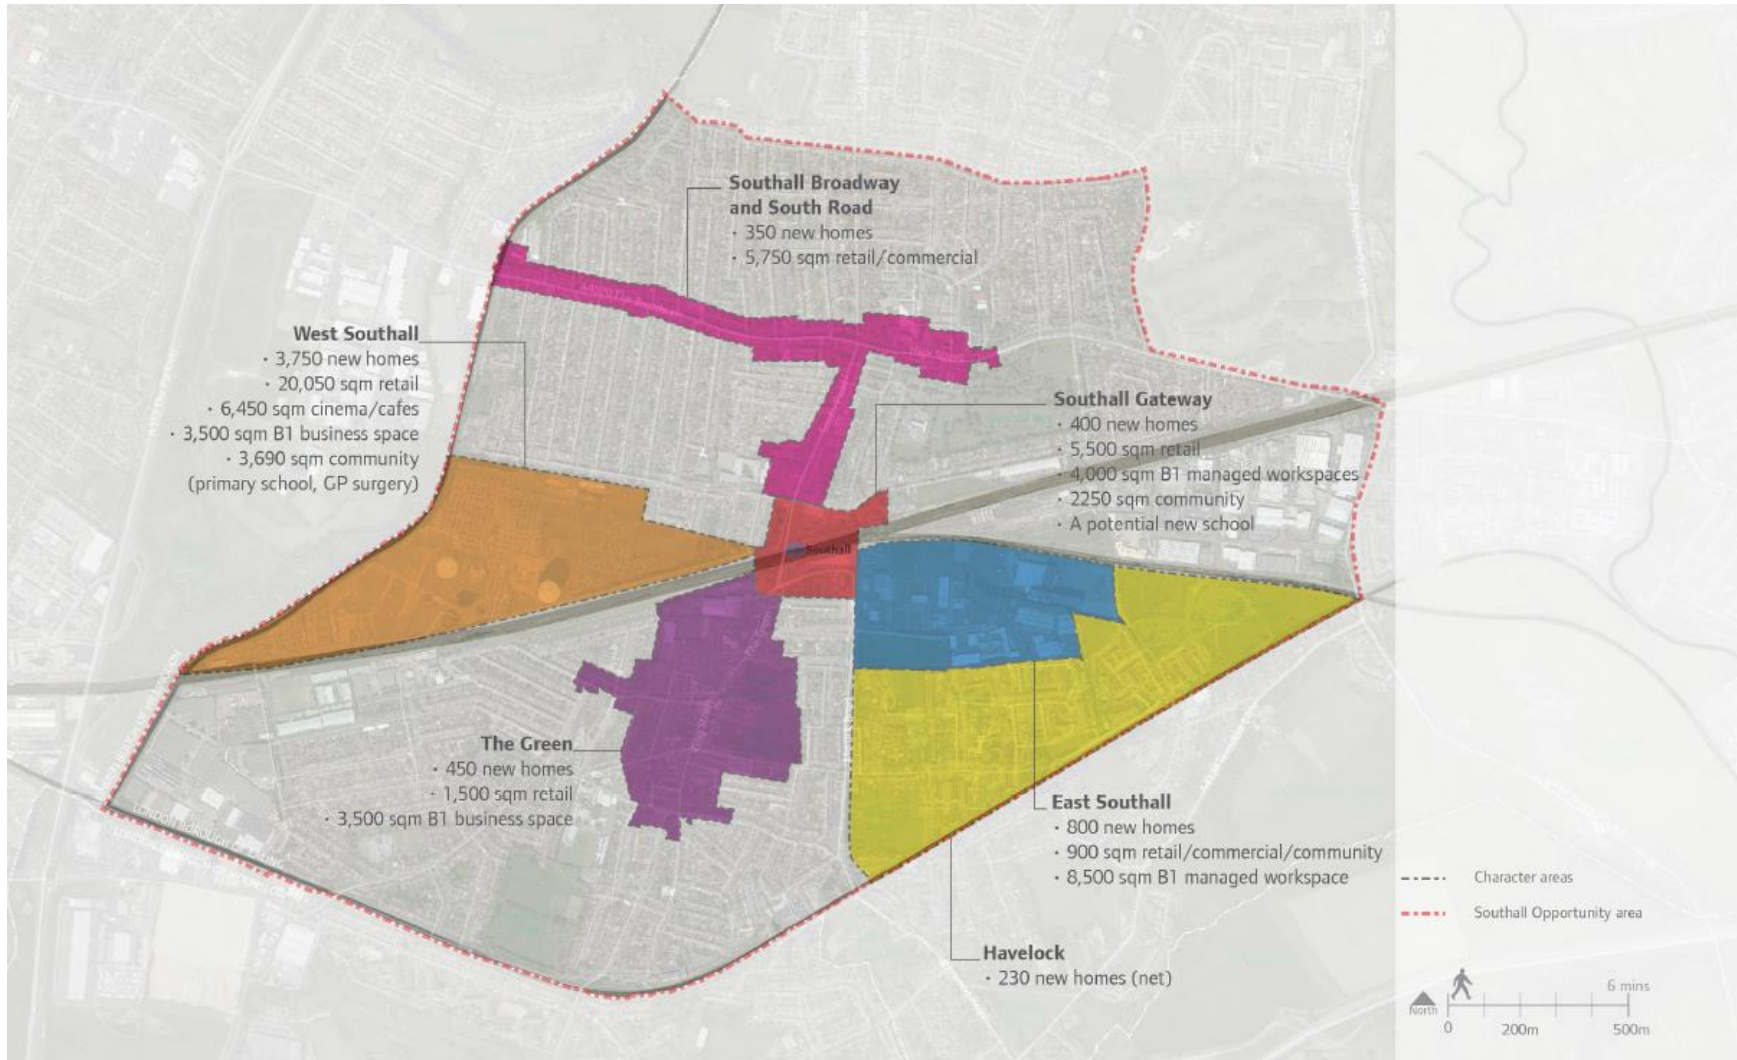 Southall Broadway
and South Road
· 350 new homes
· 5,750 sqm retail/commercial
West Southall
· 3,750 new homes
· 20,050 sqm retail
· 6,450 sqm cinema/cafes
· 3,500 sqm B1 business space
· 3,690 sqm community
(primary school, GP surgery)
Southall Gateway
· 400 new homes
· 5,500 sqm retail
· 4,000 sqm B1 managed workspaces
· 2250 sqm community
· A potential new school
Southall
The Green
· 450 new homes
· 1,500 sqm retail
· 3,500 sqm B1 business space
East Southall
· 800 new homes
· 900 sqm retail/commercial/community
· 8,500 sqm B1 managed workspace
Havelock
· 230 new homes (net)
Character areas
Southall Opportunity area
6 mins
North
0 200m 500m